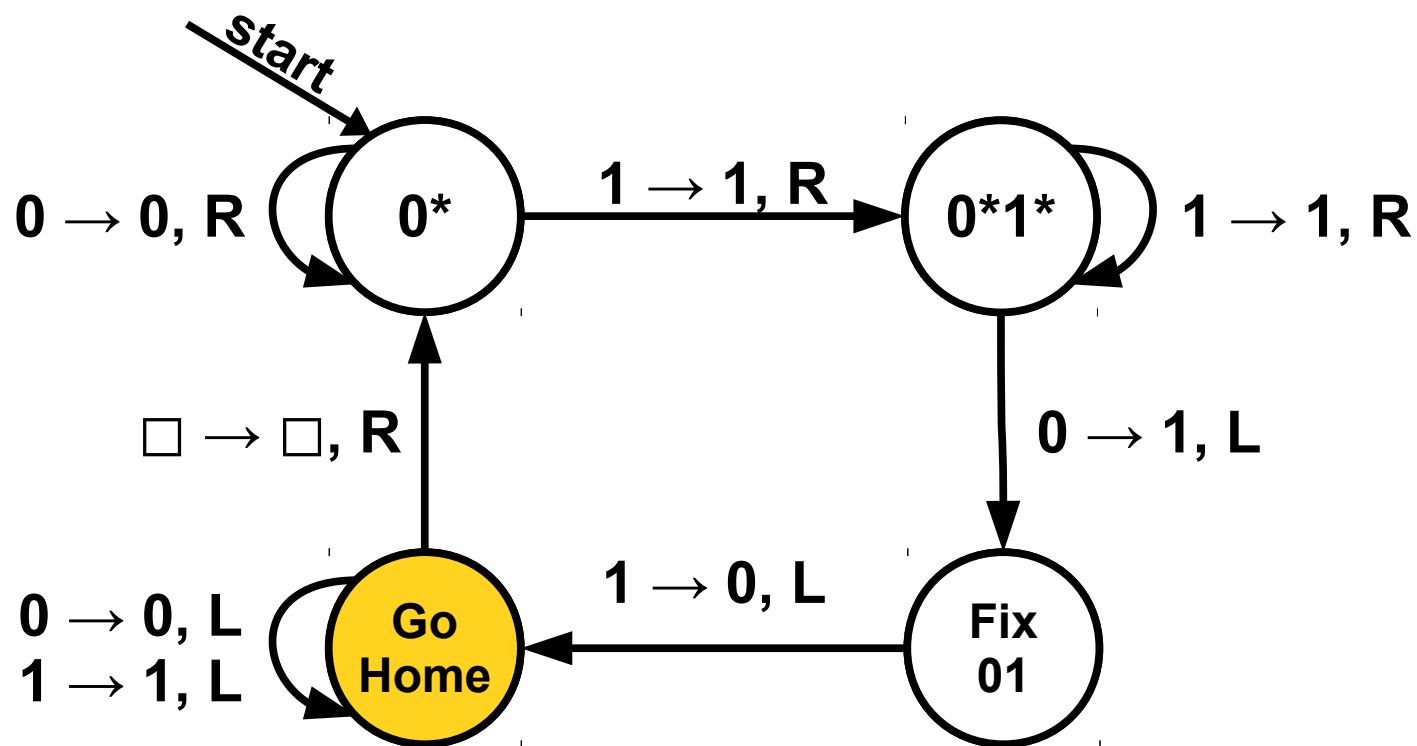 start
0 → 0, R
0*
1 → 1, R
0*1*
1 → 1, R
□ → □, R
0 → 1, L
0 → 0, L
1 → 1, L
Go
Home
1 → 0, L
Fix
01